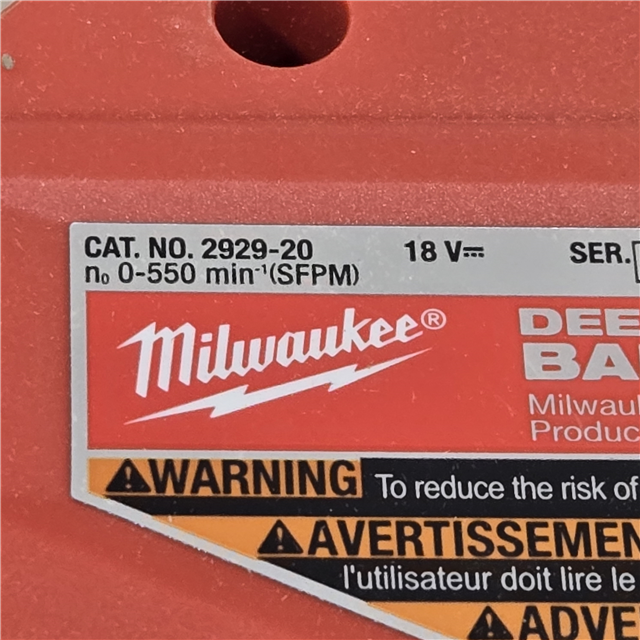 CAT. NO. 2929-20 18 V⎓ SER.
n₀ 0-550 min⁻¹(SFPM)
Milwaukee®
DEE
BA
Milwau
Produc
WARNING To reduce the risk of
AVERTISSEMEN
l'utilisateur doit lire le
ADVE